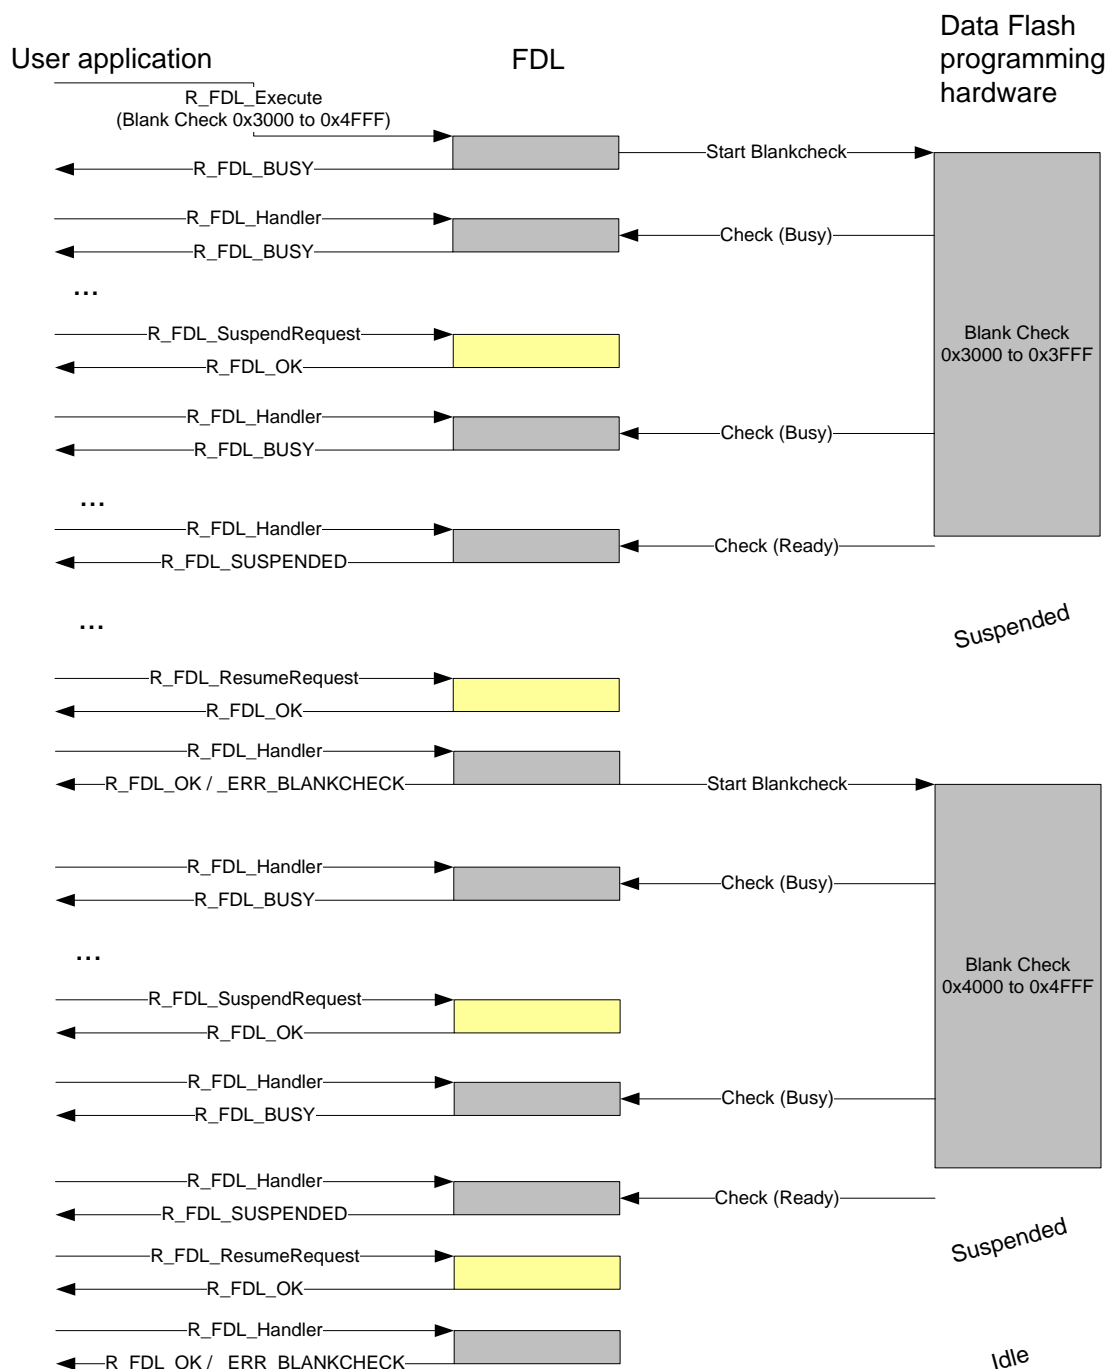 User application
FDL
Data Flash
programming
hardware
R_FDL_Execute
(Blank Check 0x3000 to 0x4FFF)
Start Blankcheck
R_FDL_BUSY
R_FDL_Handler
Check (Busy)
R_FDL_BUSY
...
R_FDL_SuspendRequest
Blank Check
0x3000 to 0x3FFF
R_FDL_OK
R_FDL_Handler
Check (Busy)
R_FDL_BUSY
...
R_FDL_Handler
Check (Ready)
R_FDL_SUSPENDED
...
Suspended
R_FDL_ResumeRequest
R_FDL_OK
R_FDL_Handler
R_FDL_OK / _ERR_BLANKCHECK
Start Blankcheck
R_FDL_Handler
Check (Busy)
R_FDL_BUSY
...
Blank Check
0x4000 to 0x4FFF
R_FDL_SuspendRequest
R_FDL_OK
R_FDL_Handler
Check (Busy)
R_FDL_BUSY
R_FDL_Handler
Check (Ready)
R_FDL_SUSPENDED
Suspended
R_FDL_ResumeRequest
R_FDL_OK
R_FDL_Handler
Idle
R_FDL_OK / _ERR_BLANKCHECK